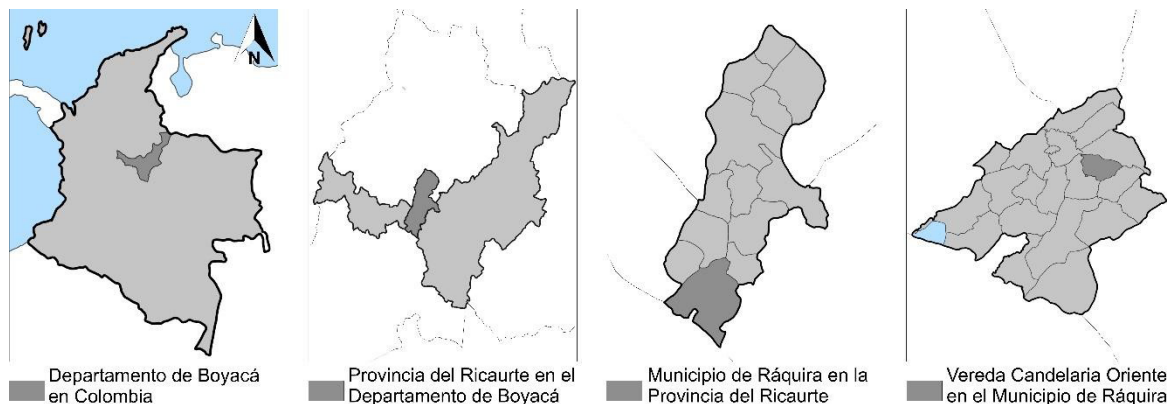 N
Departamento de Boyacá
en Colombia
Provincia del Ricaurte en el
Departamento de Boyacá
Municipio de Ráquira en la
Provincia del Ricaurte
Vereda Candelaria Oriente
en el Municipio de Ráquira